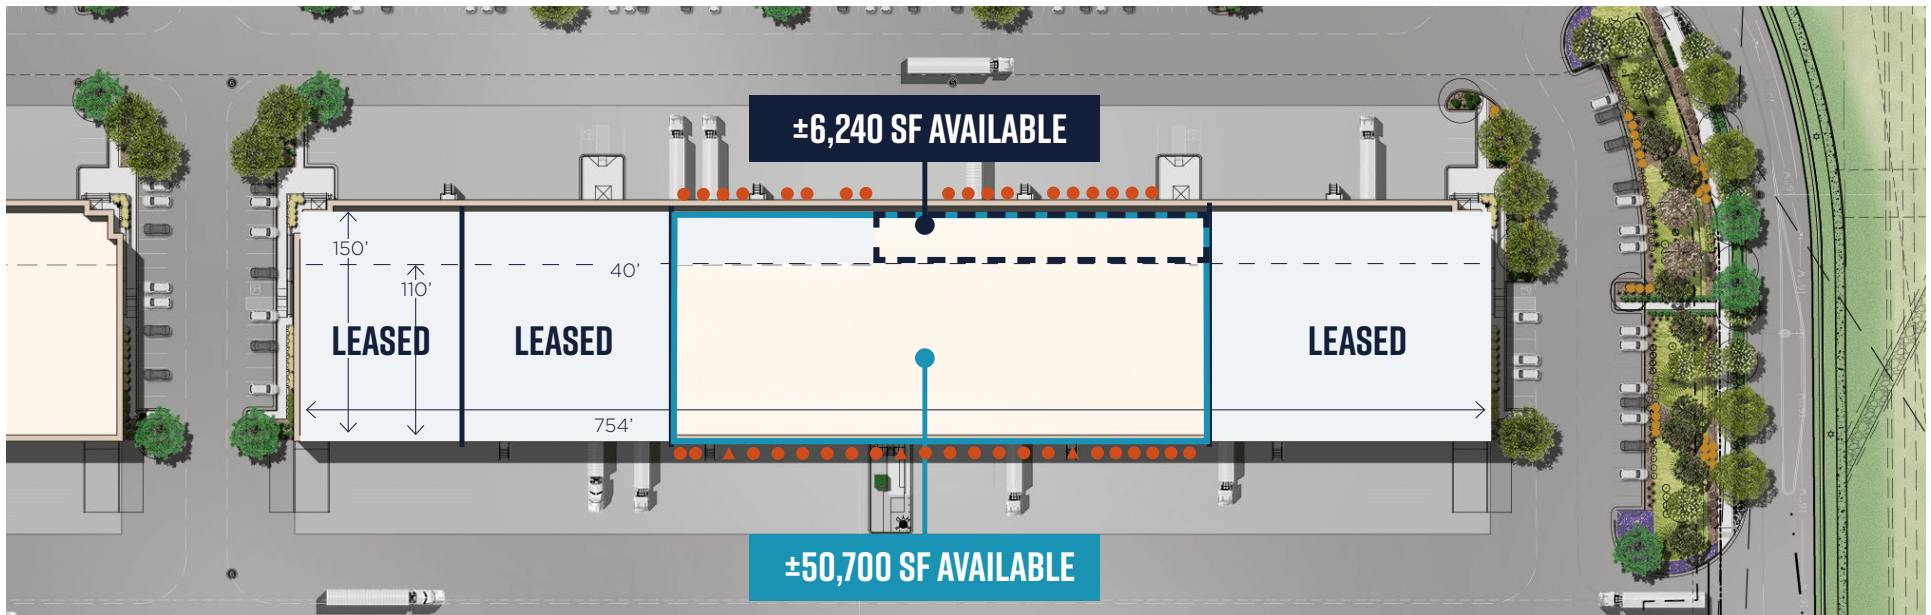 ±6,240 SF AVAILABLE
150'
40'
110'
LEASED
LEASED
LEASED
754'
±50,700 SF AVAILABLE